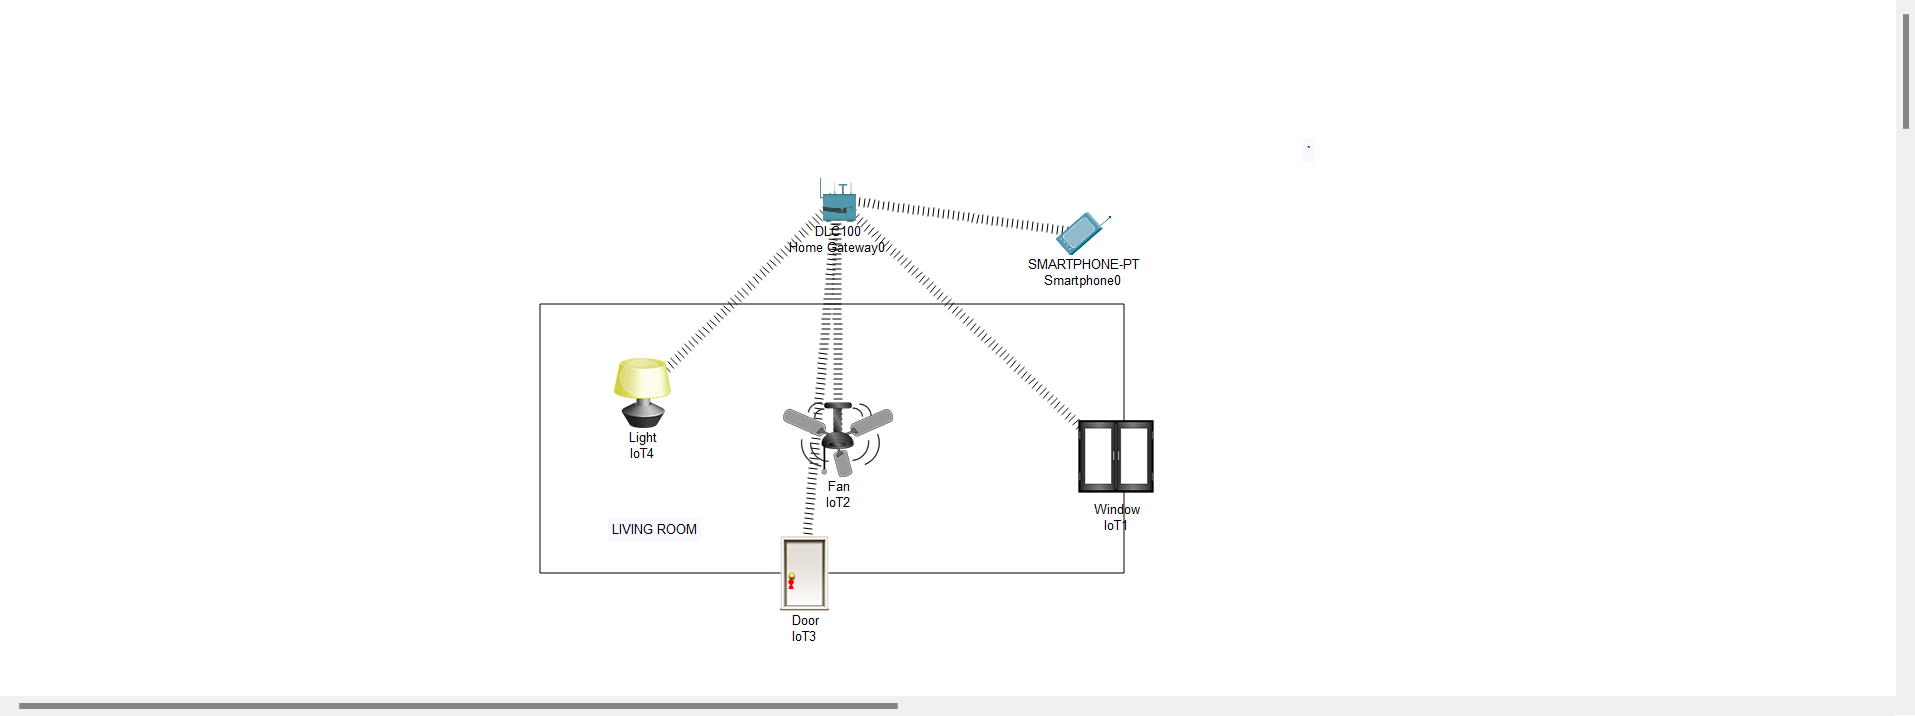 `
DLC100
Home Gateway0
SMARTPHONE-PT
Smartphone0
Light
IoT4
Fan
IoT2
Window
IoT1
LIVING ROOM
Door
IoT3